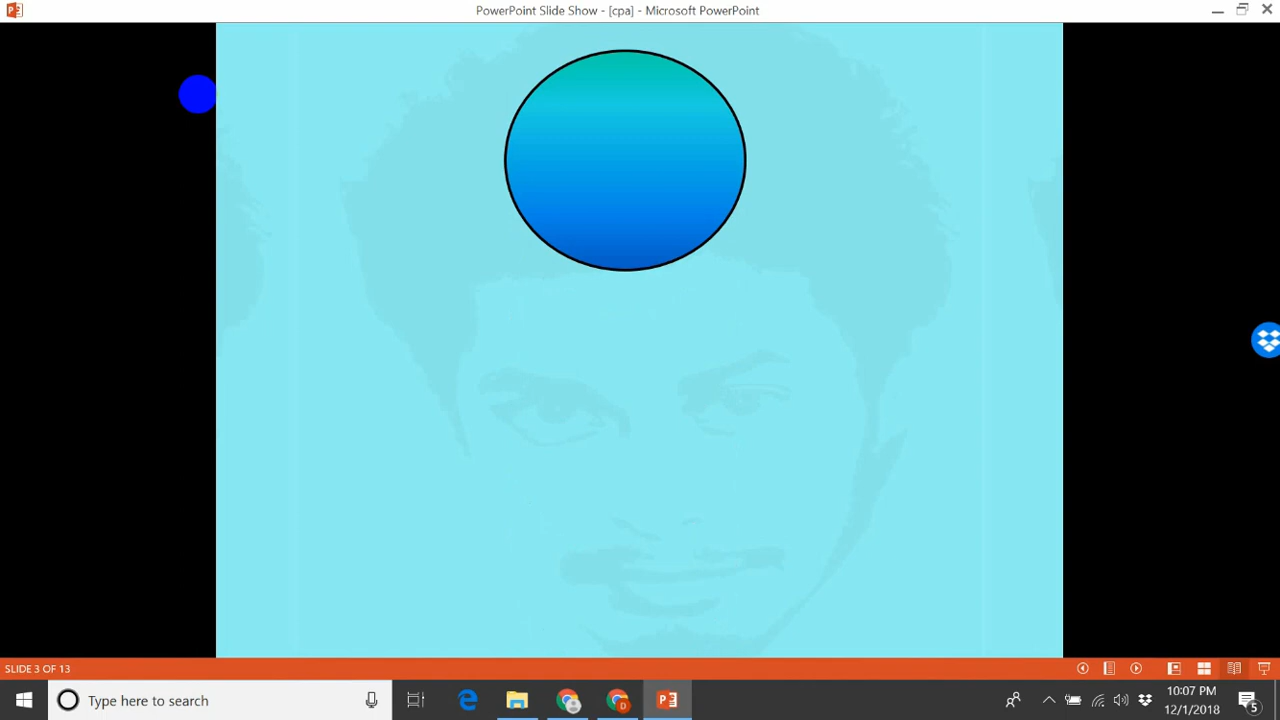 PowerPoint Slide Show - [cpa] - Microsoft PowerPoint
SLIDE 3 OF 13
Type here to search
10:07 PM
12/1/2018
5